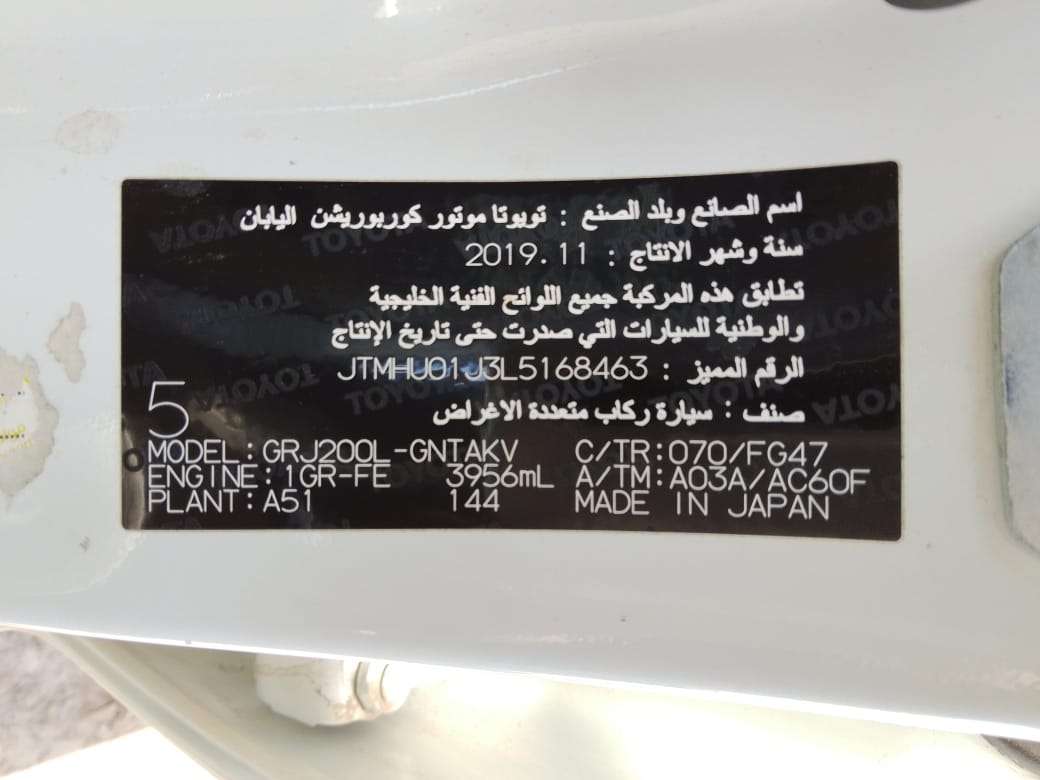 اسم الصانع وبلد الصنع : تويوتا موتور كوربوريشن اليابان
سنة وشهر الانتاج : 2019.11
تطابق هذه المركبة جميع اللوائح الفنية الخليجية
والوطنية للسيارات التي صدرت حتى تاريخ الإنتاج
الرقم المميز : JTMHU01J3L5168463
صنف : سيارة ركاب متعددة الاغراض
5
MODEL:GRJ200L-GNTAKV C/TR:070/FG47
ENGINE:1GR-FE 3956mL A/TM:A03A/AC60F
PLANT:A51 144 MADE IN JAPAN